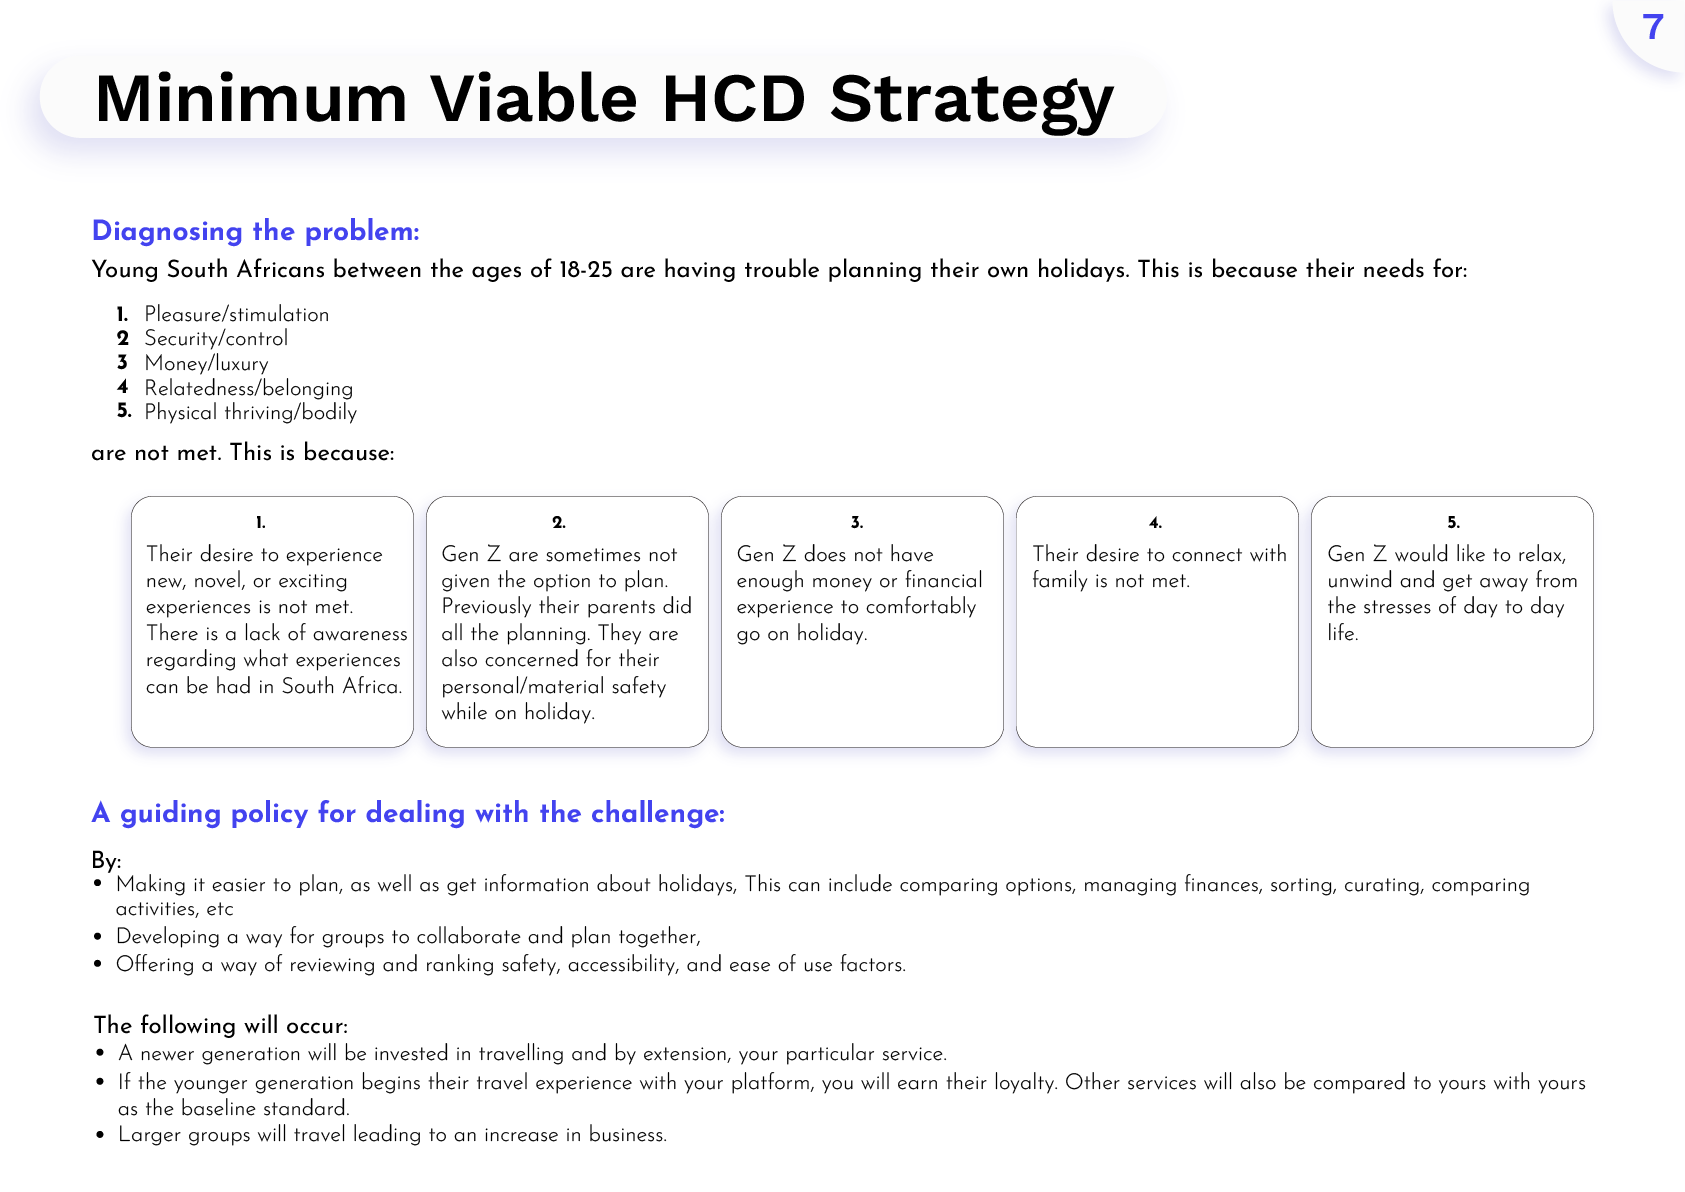 7
Minimum Viable HCD Strategy
Diagnosing the problem:
Young South Africans between the ages of 18-25 are having trouble planning their own holidays. This is because their needs for:
1. Pleasure/stimulation
2 Security/control
3 Money/luxury
4 Relatedness/belonging
5. Physical thriving/bodily
are not met. This is because:
1.
Their desire to experience
new, novel, or exciting
experiences is not met.
There is a lack of awareness
regarding what experiences
can be had in South Africa.
2.
Gen Z are sometimes not
given the option to plan.
Previously their parents did
all the planning. They are
also concerned for their
personal/material safety
while on holiday.
3.
Gen Z does not have
enough money or financial
experience to comfortably
go on holiday.
4.
Their desire to connect with
family is not met.
5.
Gen Z would like to relax,
unwind and get away from
the stresses of day to day
life.
A guiding policy for dealing with the challenge:
By:
• Making it easier to plan, as well as get information about holidays, This can include comparing options, managing finances, sorting, curating, comparing
activities, etc
• Developing a way for groups to collaborate and plan together,
• Offering a way of reviewing and ranking safety, accessibility, and ease of use factors.
The following will occur:
• A newer generation will be invested in travelling and by extension, your particular service.
• If the younger generation begins their travel experience with your platform, you will earn their loyalty. Other services will also be compared to yours with yours
as the baseline standard.
• Larger groups will travel leading to an increase in business.